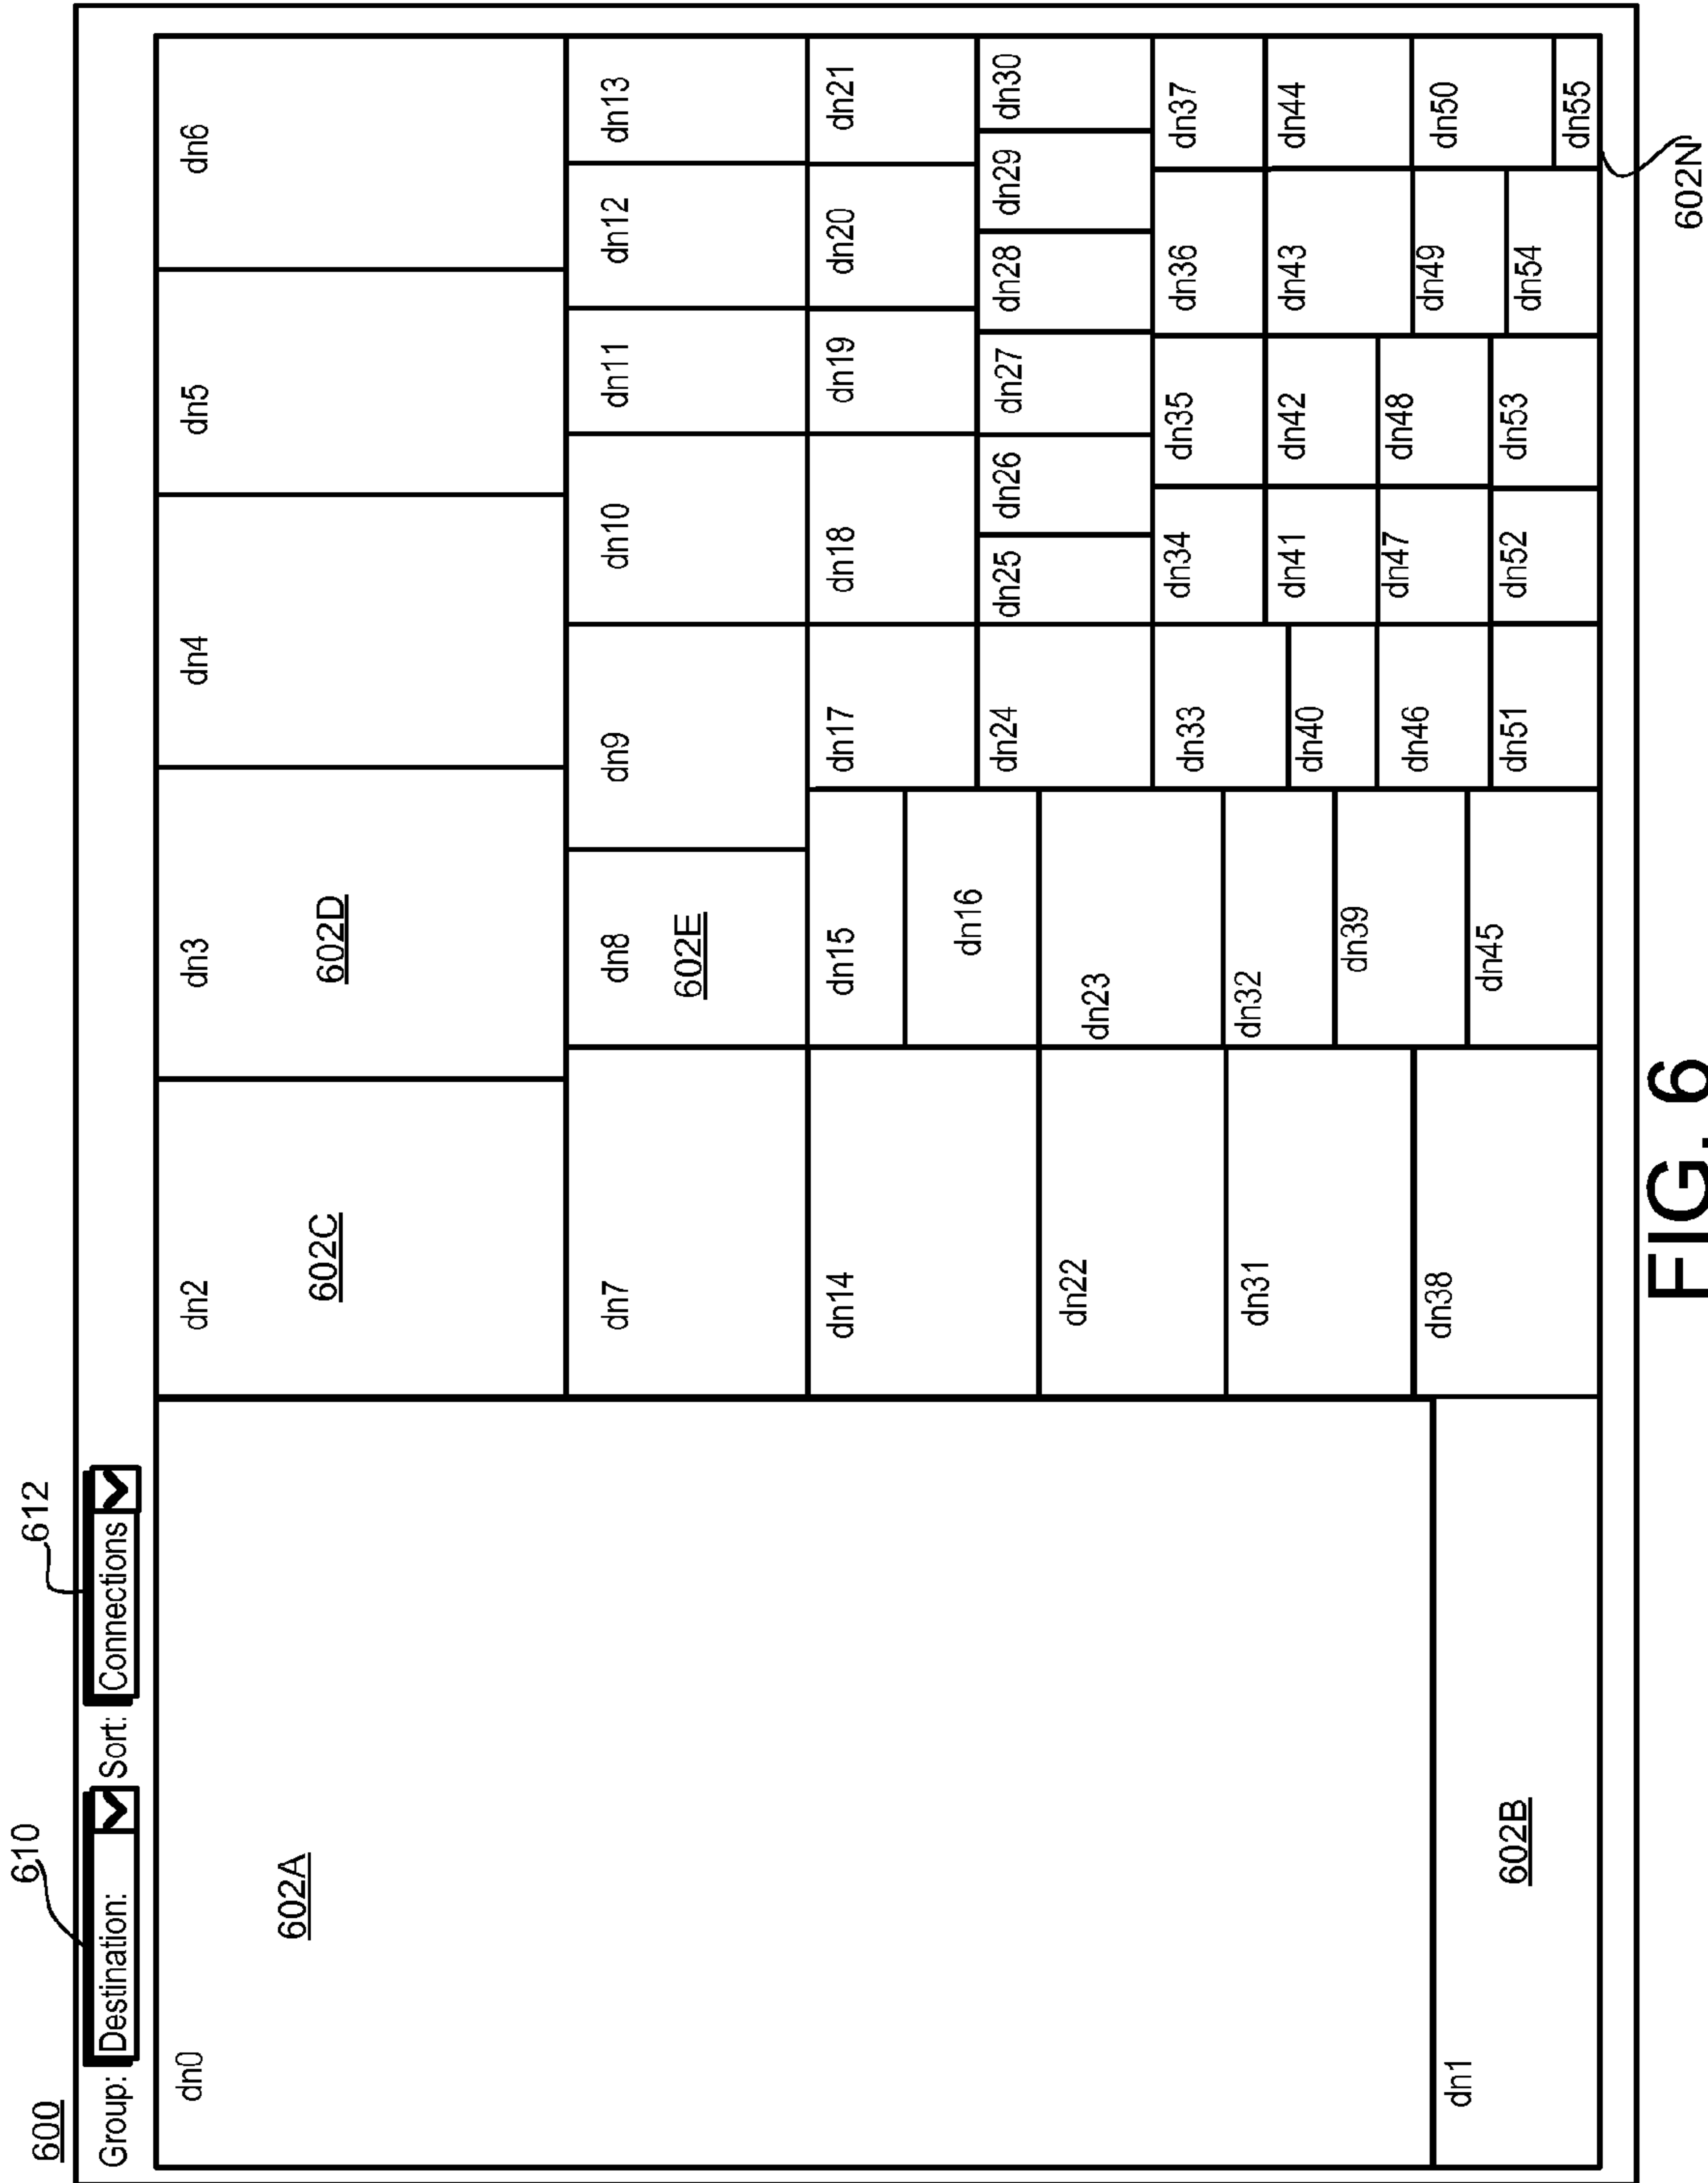 600
610
612
Group: Destination: Sort: Connections
dn0
602A
dn1
602B
dn2
602C
dn3
602D
dn4
dn5
dn6
dn7
dn8
602E
dn9
dn10
dn11
dn12
dn13
dn14
dn15
dn16
dn17
dn18
dn19
dn20
dn21
dn22
dn23
dn24
dn25
dn26
dn27
dn28
dn29
dn30
dn31
dn32
dn33
dn34
dn35
dn36
dn37
dn38
dn39
dn40
dn41
dn42
dn43
dn44
dn45
dn46
dn47
dn48
dn49
dn50
dn51
dn52
dn53
dn54
dn55
602N
FIG. 6